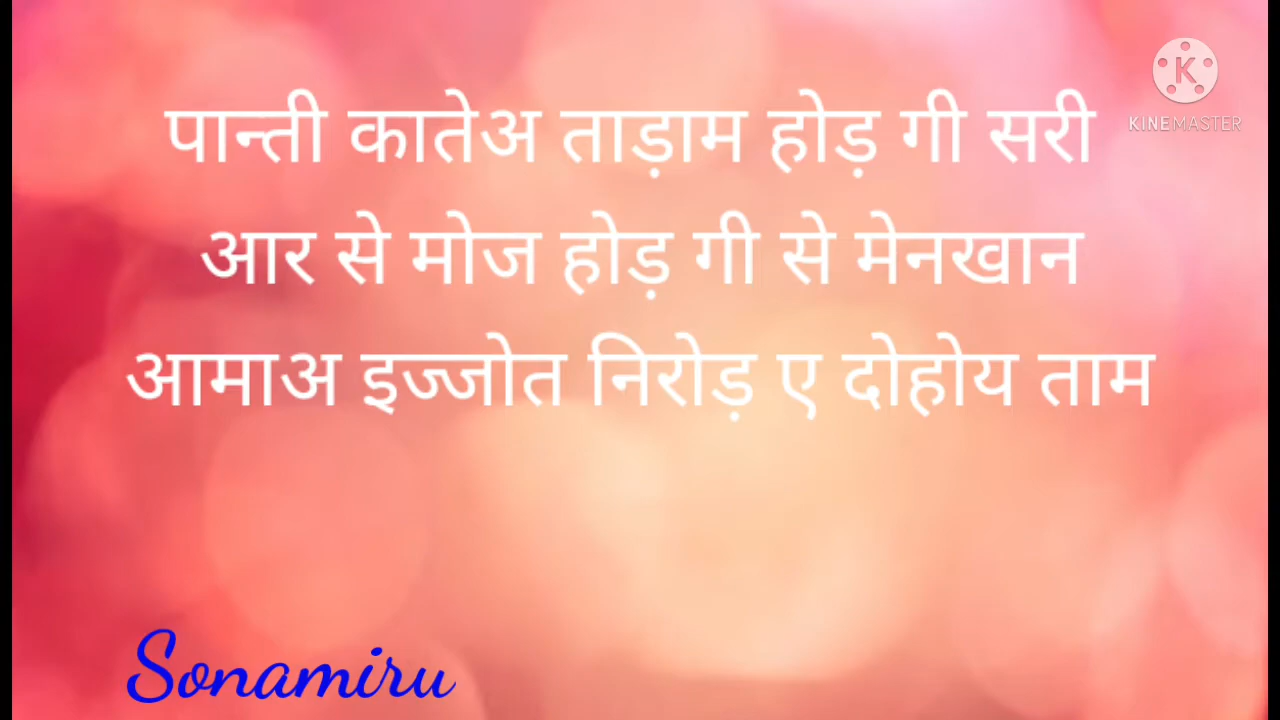 पान्ती कातेअ ताड़ाम होड़ गी सरी
आर से मोज होड़ गी से मेनखान
आमाअ इज्जोत निरोड़ ए दोहोय ताम
K
KINEMASTER
Sonamiru